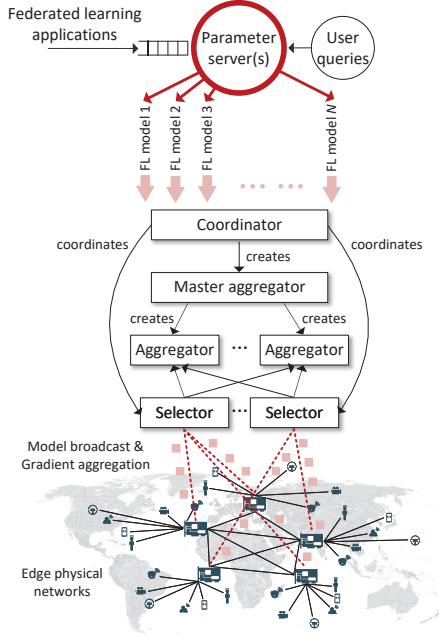 Federated learning
applications
Parameter
server(s)
User
queries
FL model 1
FL model 2
FL model 3
FL model N
Coordinator
coordinates
coordinates
creates
Master aggregator
creates
creates
Aggregator
...
Aggregator
Selector
...
Selector
Model broadcast &
Gradient aggregation
Edge physical
networks